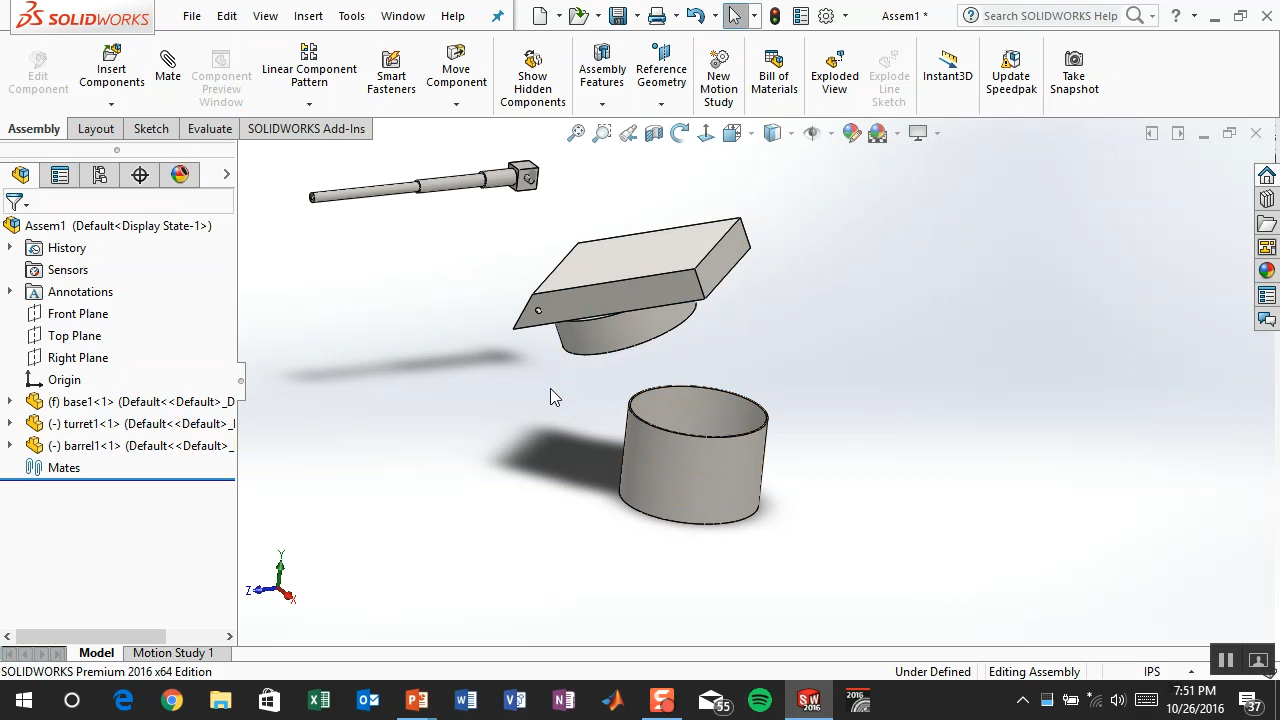 SOLIDWORKS
File
Edit
View
Insert
Tools
Window
Help
Assem1 *
Search SOLIDWORKS Help
?
Edit
Component
Insert
Components
Mate
Component
Preview
Window
Linear Component
Pattern
Smart
Fasteners
Move
Component
Show
Hidden
Components
Assembly
Features
Reference
Geometry
New
Motion
Study
Bill of
Materials
Exploded
View
Explode
Line
Sketch
Instant3D
Update
Speedpak
Take
Snapshot
Assembly
Layout
Sketch
Evaluate
SOLIDWORKS Add-Ins
Assem1 (Default<Display State-1>)
History
Sensors
Annotations
Front Plane
Top Plane
Right Plane
Origin
(f) base1<1> (Default<<Default>_D
(-) turret1<1> (Default<<Default>_
(-) barrel1<1> (Default<<Default>_
Mates
Y
Z
X
Model
Motion Study 1
SOLIDWORKS Premium 2016 x64 Edition
Under Defined
Editing Assembly
IPS
55
SW
2016
2016
7:51 PM
10/26/2016
37